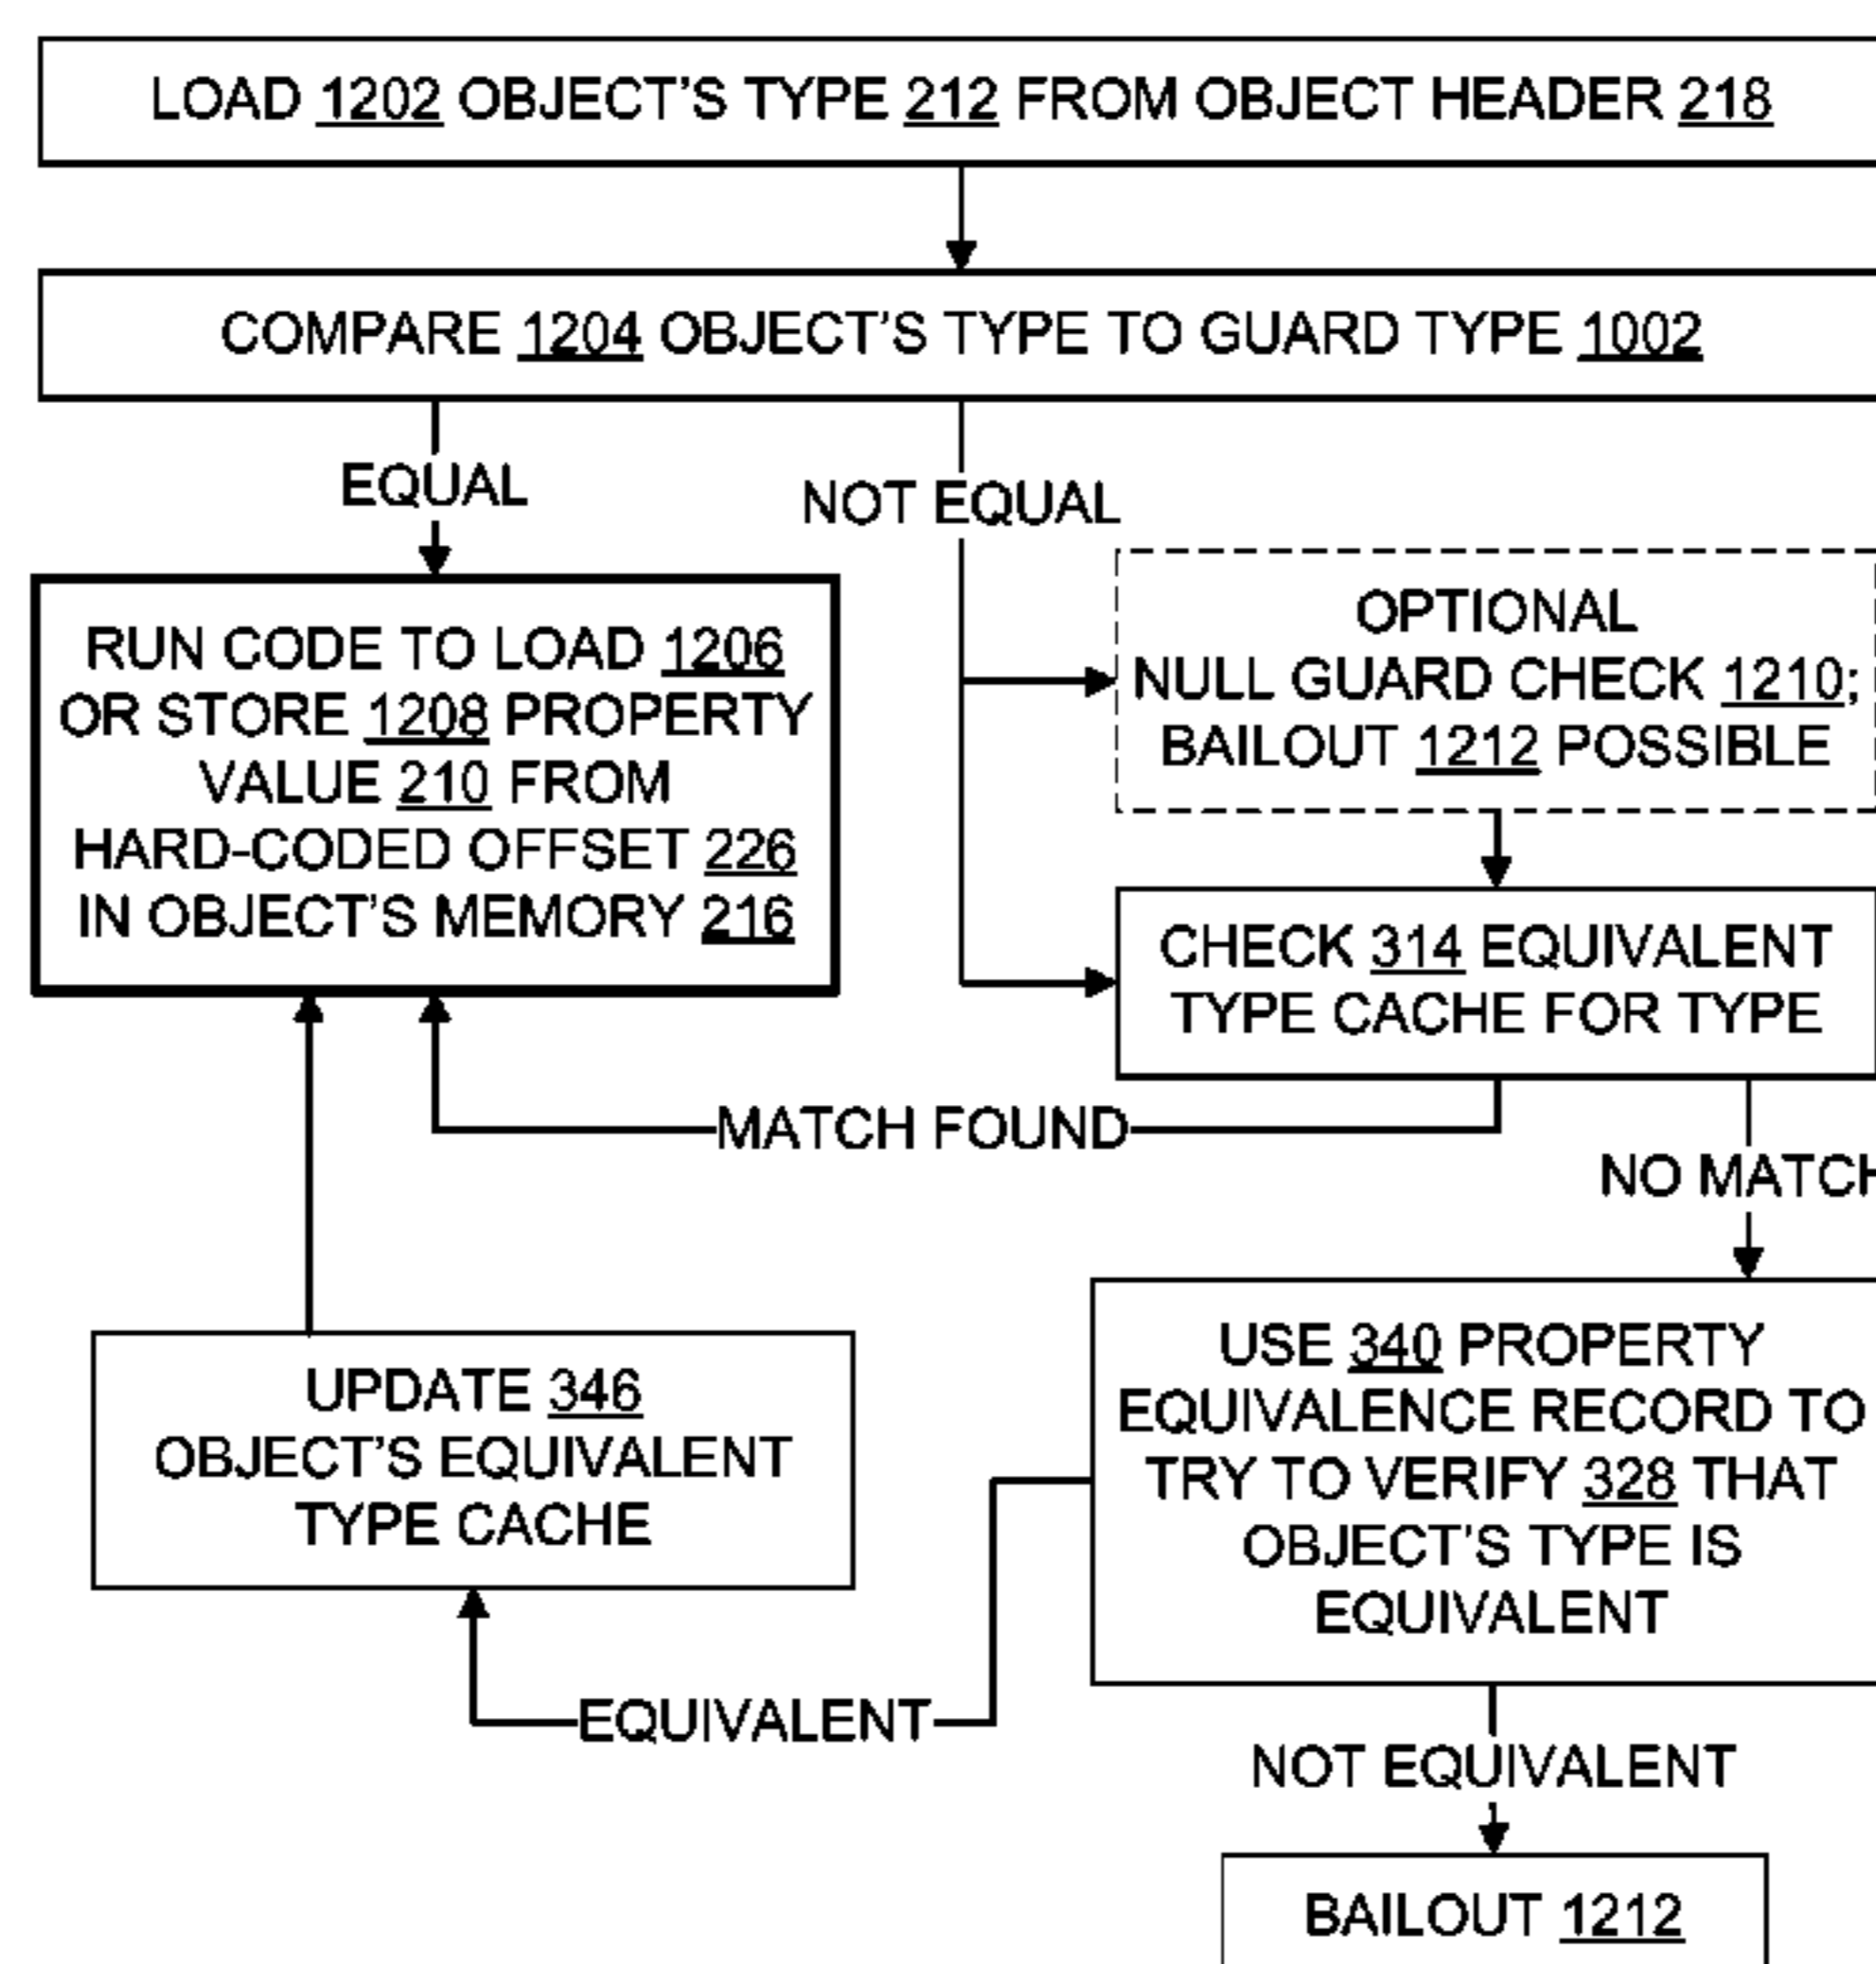 LOAD 1202 OBJECT'S TYPE 212 FROM OBJECT HEADER 218
COMPARE 1204 OBJECT'S TYPE TO GUARD TYPE 1002
EQUAL
NOT EQUAL
RUN CODE TO LOAD 1206
OR STORE 1208 PROPERTY
VALUE 210 FROM
HARD-CODED OFFSET 226
IN OBJECT'S MEMORY 216
OPTIONAL
NULL GUARD CHECK 1210;
BAILOUT 1212 POSSIBLE
CHECK 314 EQUIVALENT
TYPE CACHE FOR TYPE
MATCH FOUND
NO MATCH
UPDATE 346
OBJECT'S EQUIVALENT
TYPE CACHE
USE 340 PROPERTY
EQUIVALENCE RECORD TO
TRY TO VERIFY 328 THAT
OBJECT'S TYPE IS
EQUIVALENT
EQUIVALENT
NOT EQUIVALENT
BAILOUT 1212